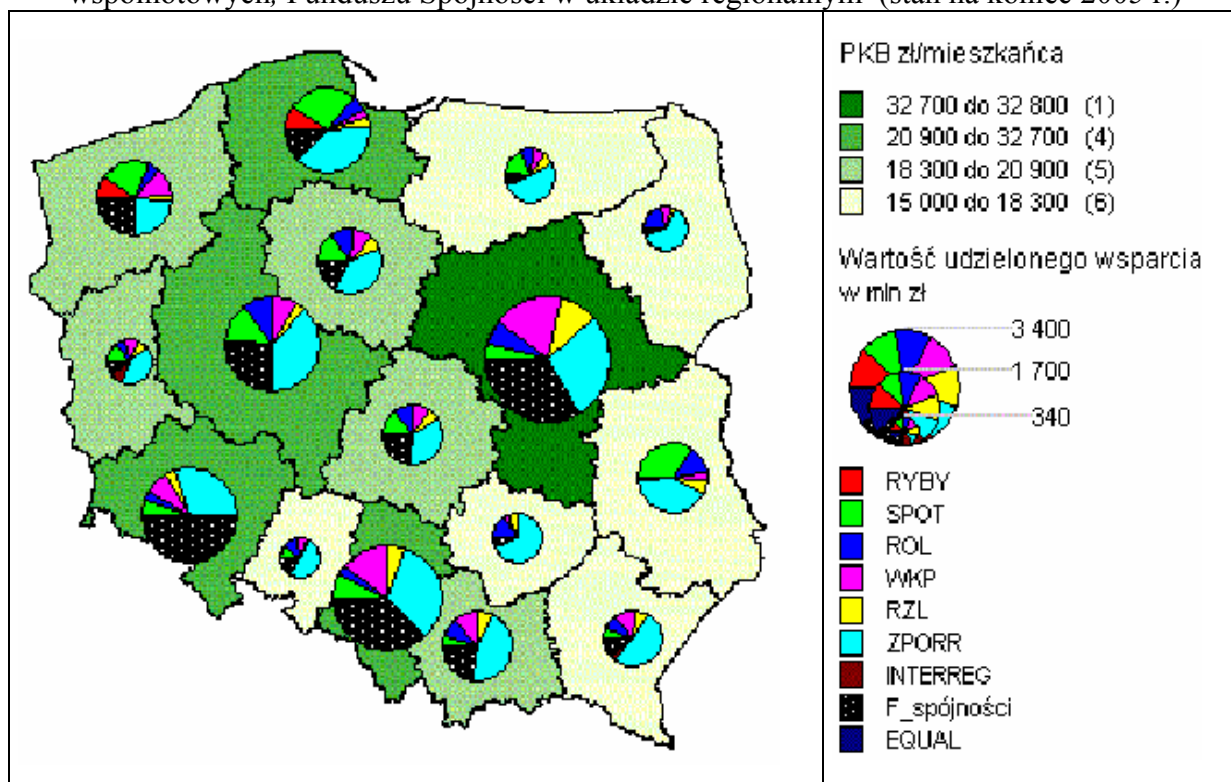 wspólnotowych, Funduszu Spójności w układzie regionalnym (stan na koniec 2005 r.)
PKB zł/mieszkańca
32 700 do 32 800 (1)
20 900 do 32 700 (4)
18 300 do 20 900 (5)
15 000 do 18 300 (6)
Wartość udzielonego wsparcia
w mln zł
3 400
1 700
340
RYBY
SPOT
ROL
WKP
RZL
ZPORR
INTERREG
F_spójności
EQUAL